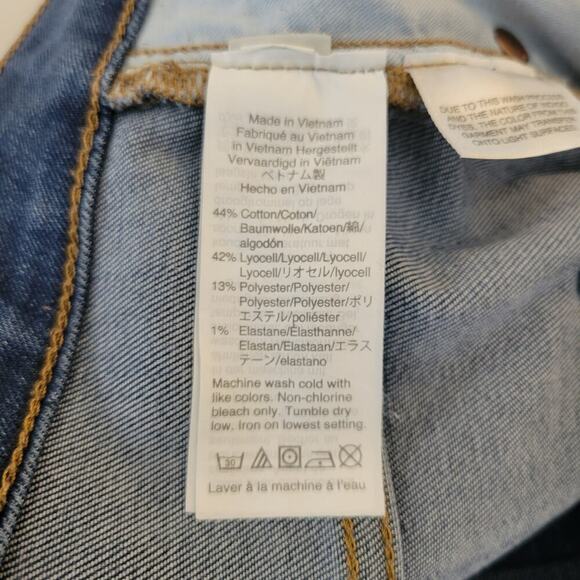 Made in Vietnam
Fabriqué au Vietnam
in Vietnam Hergestellt
Vervaardigd in Viëtnam
ベトナム製
Hecho en Vietnam
44% Cotton/Coton/
Baumwolle/Katoen/綿/
algodón
42% Lyocell/Lyocell/Lyocell/
Lyocell/リオセル/lyocell
13% Polyester/Polyester/
Polyester/Polyester/ポリ
エステル/poliéster
1% Elastane/Élasthanne/
Elastan/Elastaan/エラス
テーン/elastano
Machine wash cold with
like colors. Non-chlorine
bleach only. Tumble dry
low. Iron on lowest setting.
30
Laver à la machine à l'eau
DUE TO THIS WASH PROCESS
AND THE NATURE OF INDIGO
DYES, THE COLOR FROM THIS
GARMENT MAY TRANSFER
ONTO LIGHT SURFACES